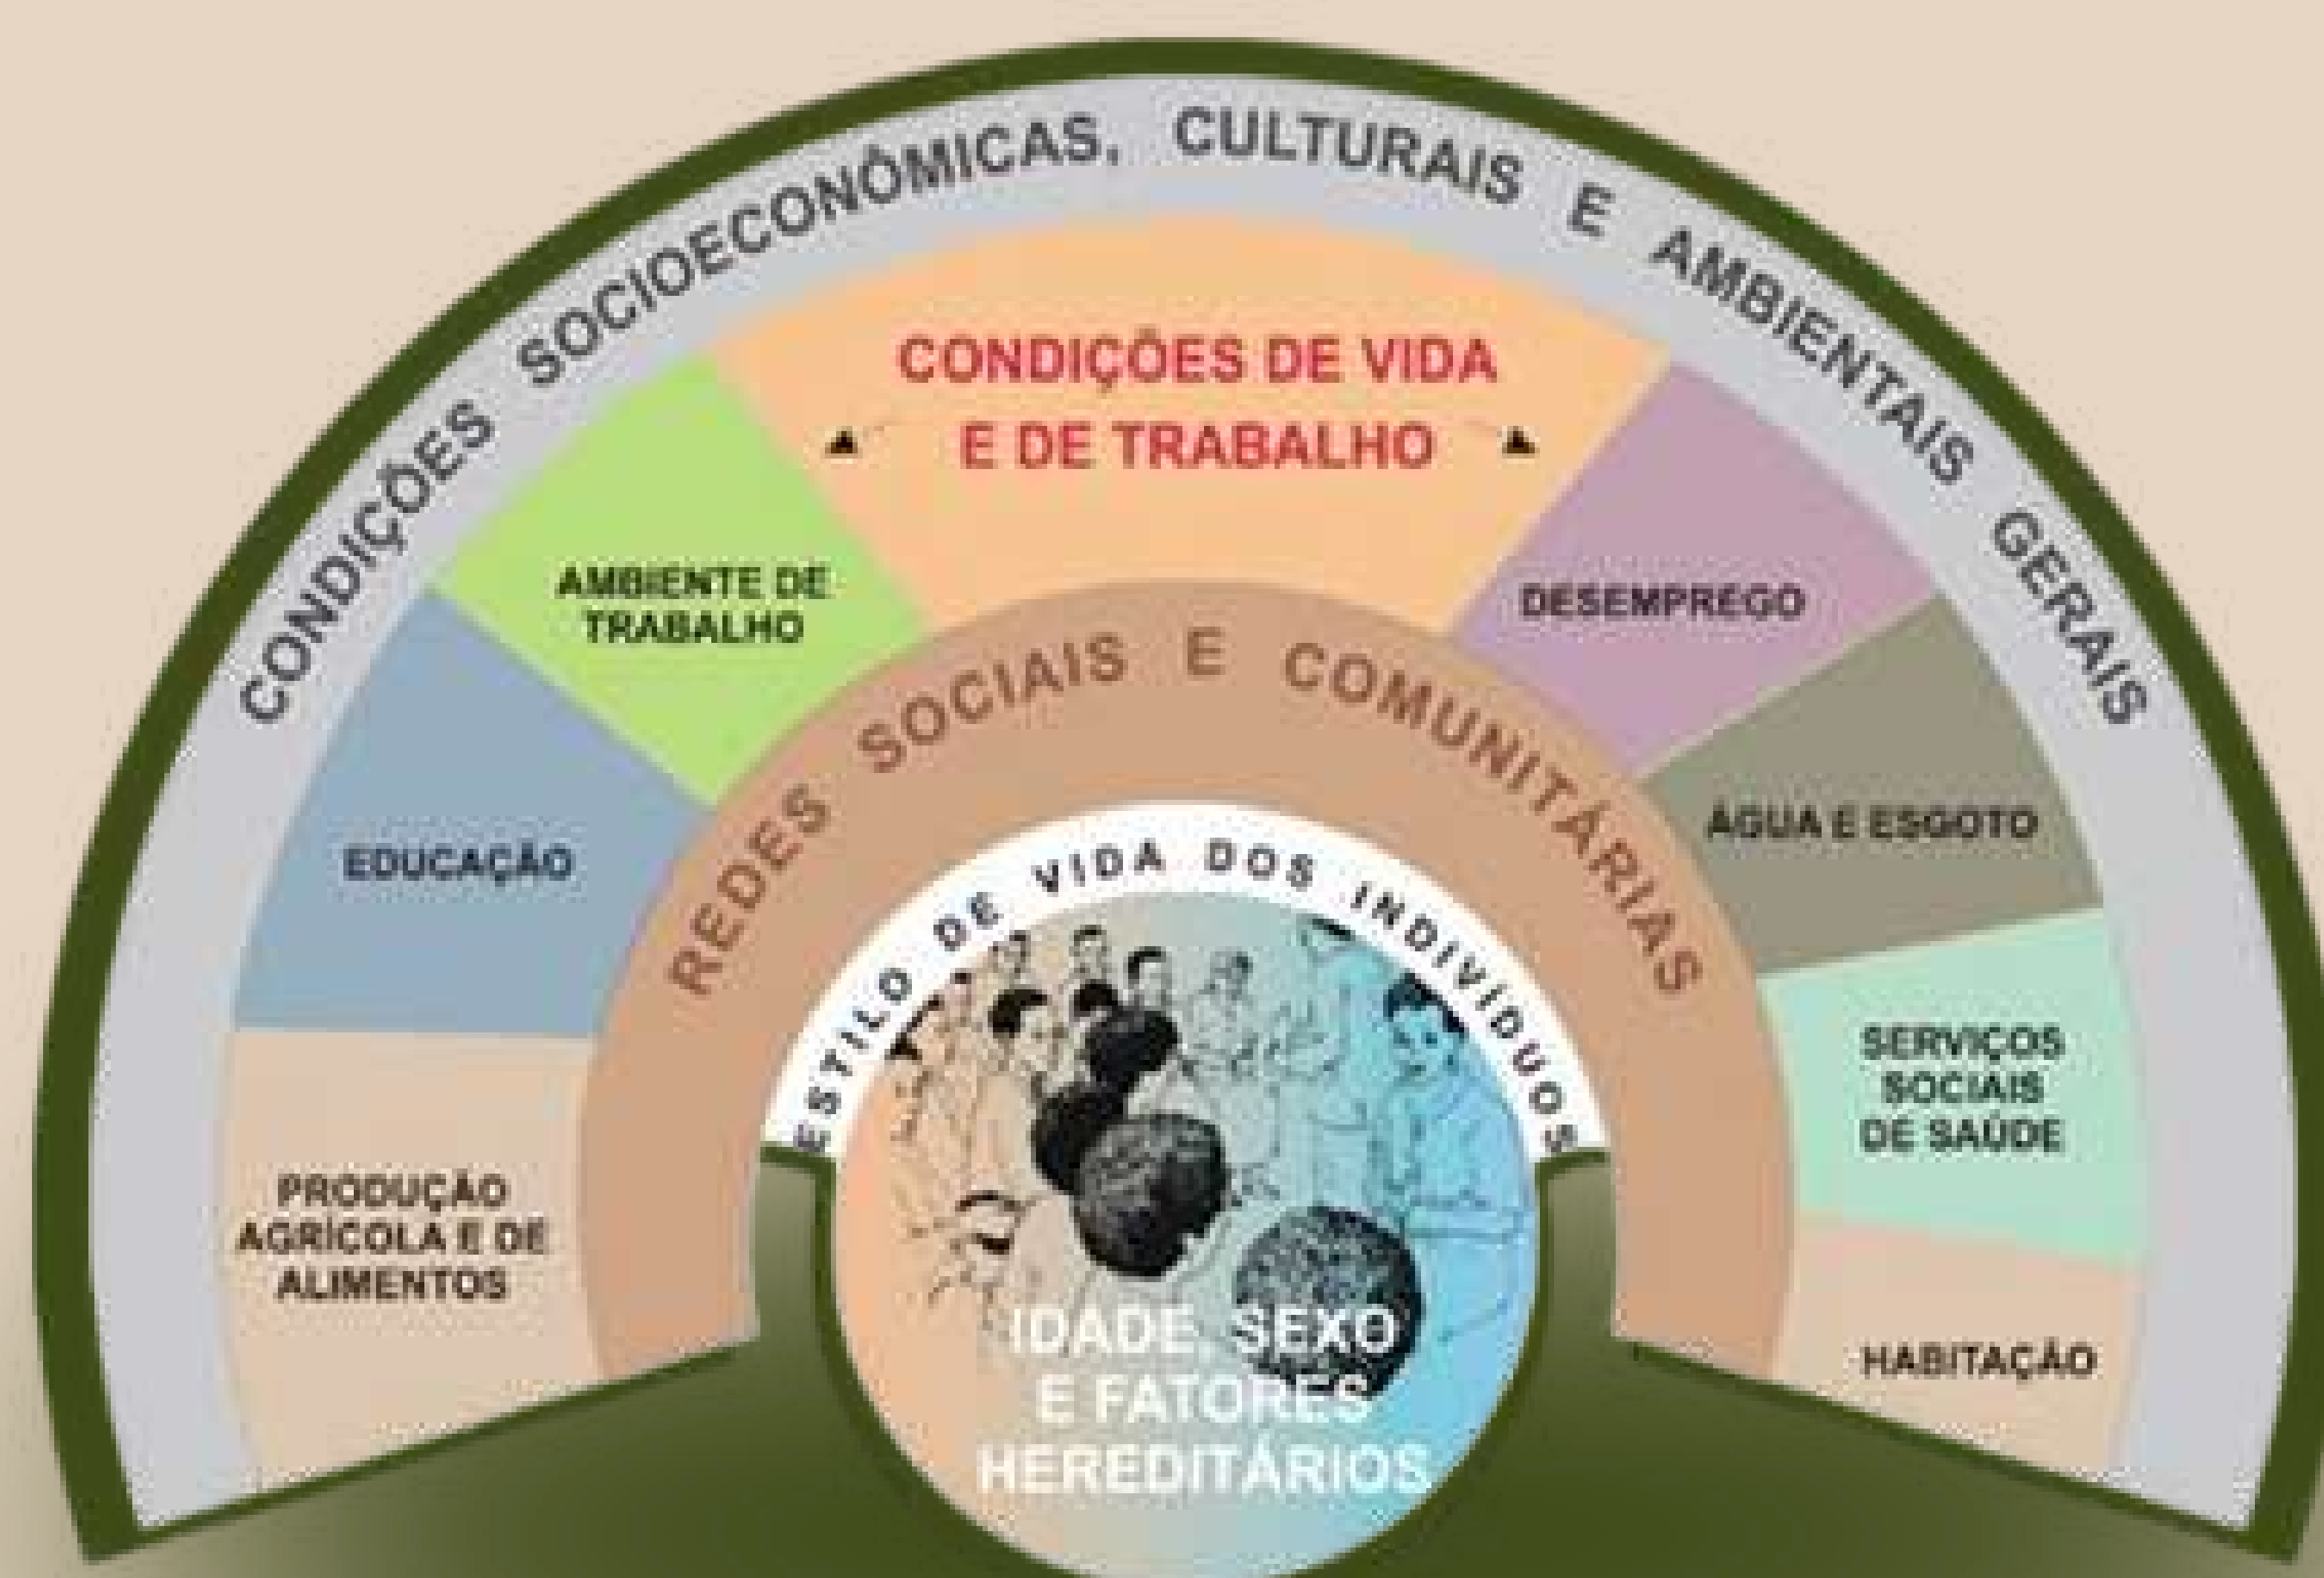 CONDIÇÕES SOCIOECONÔMICAS, CULTURAIS E AMBIENTAIS GERAIS
CONDIÇÕES DE VIDA
E DE TRABALHO
AMBIENTE DE
TRABALHO
DESEMPREGO
EDUCAÇÃO
ÁGUA E ESGOTO
PRODUÇÃO
AGRÍCOLA E DE
ALIMENTOS
SERVIÇOS
SOCIAIS
DE SAÚDE
HABITAÇÃO
REDES SOCIAIS E COMUNITÁRIAS
ESTILO DE VIDA DOS INDIVÍDUOS
IDADE, SEXO
E FATORES
HEREDITÁRIOS